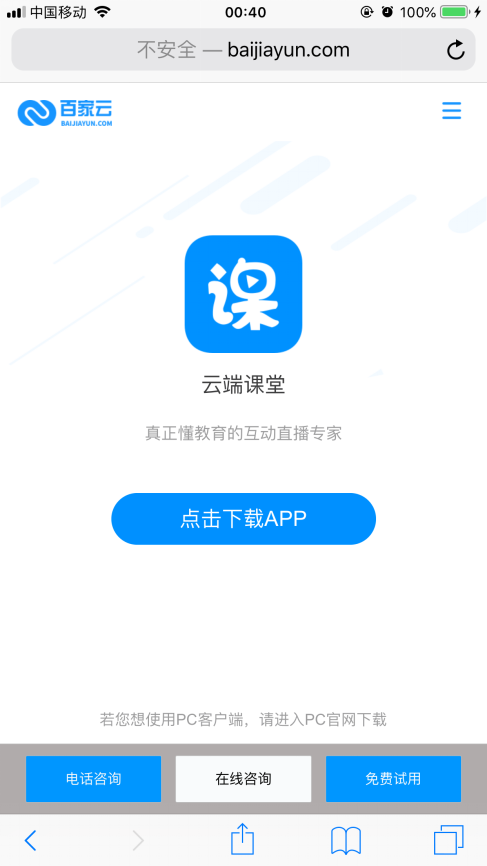 中国移动 00:40 100%
不安全 — baijiayun.com
百家云
BAIJIAYUN.COM
课
云端课堂
真正懂教育的互动直播专家
点击下载APP
若您想使用PC客户端，请进入PC官网下载
电话咨询 在线咨询 免费试用